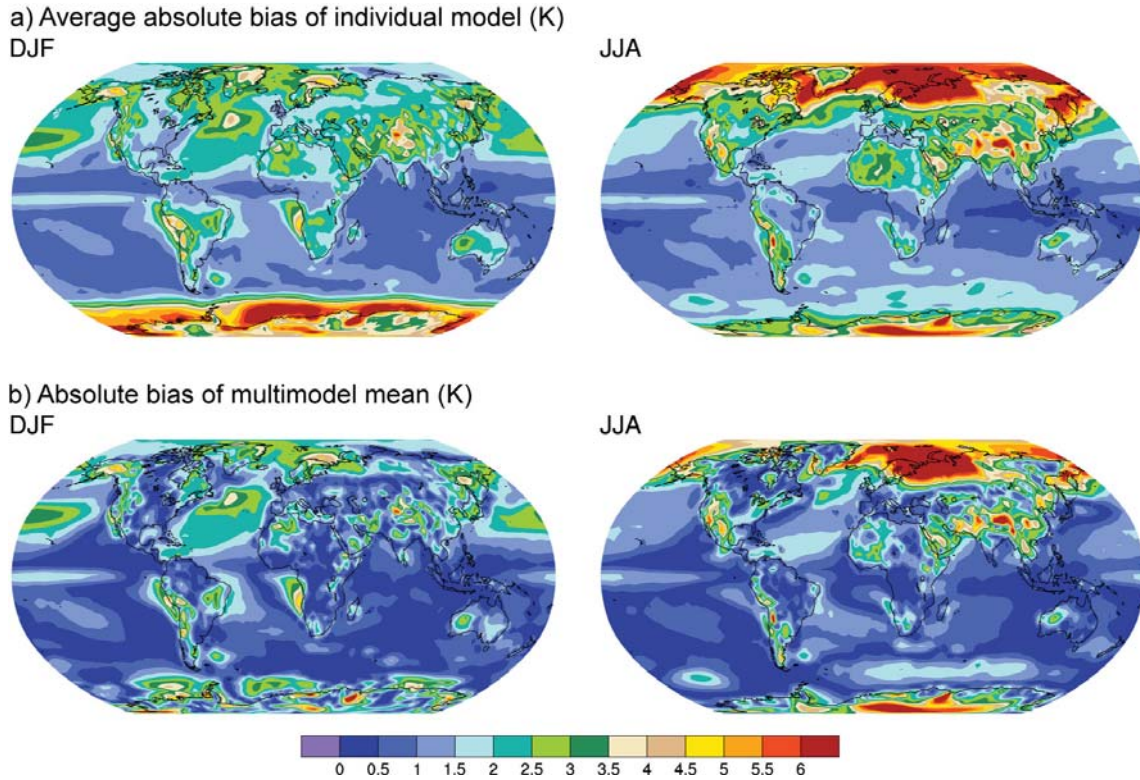 a) Average absolute bias of individual model (K)
DJF
JJA
b) Absolute bias of multimodel mean (K)
DJF
JJA
0 0.5 1 1.5 2 2.5 3 3.5 4 4.5 5 5.5 6